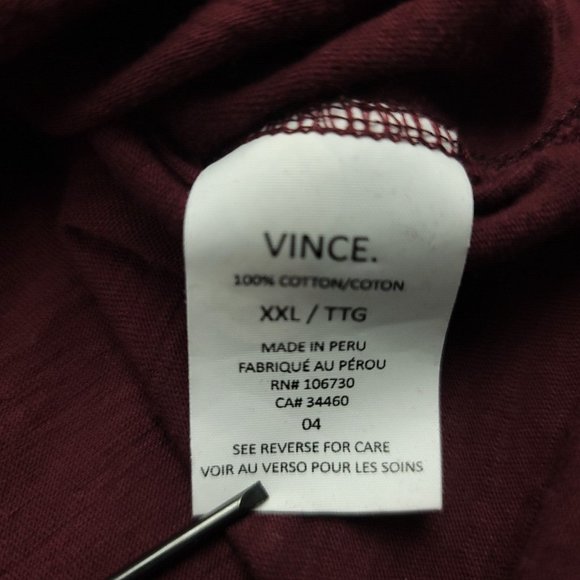 VINCE.
100% COTTON/COTON
XXL / TTG
MADE IN PERU
FABRIQUÉ AU PÉROU
RN# 106730
CA# 34460
04
SEE REVERSE FOR CARE
VOIR AU VERSO POUR LES SOINS